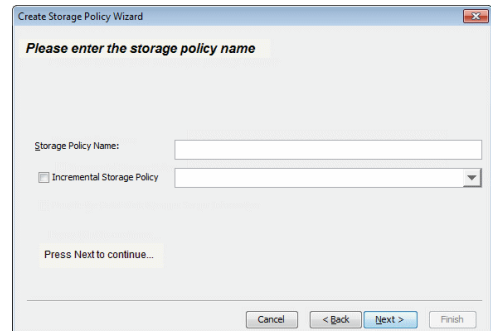 Create Storage Policy Wizard
Please enter the storage policy name
Storage Policy Name:
Incremental Storage Policy
Press Next to continue...
Cancel
< Back
Next >
Finish